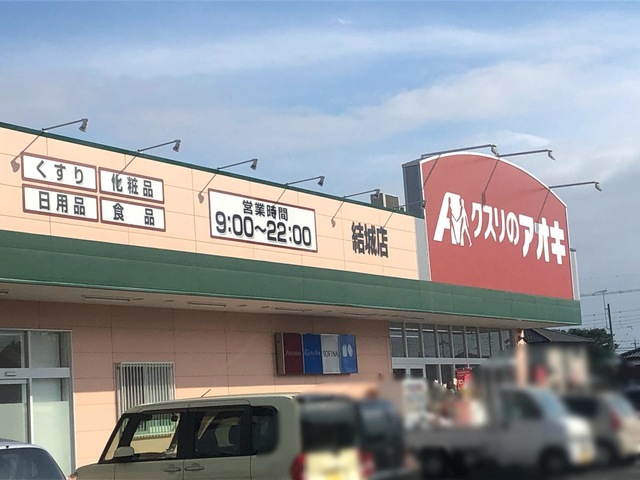 くすり
化粧品
日用品
食品
営業時間
9:00〜22:00
結城店
クスリのアオキ
SOFINA